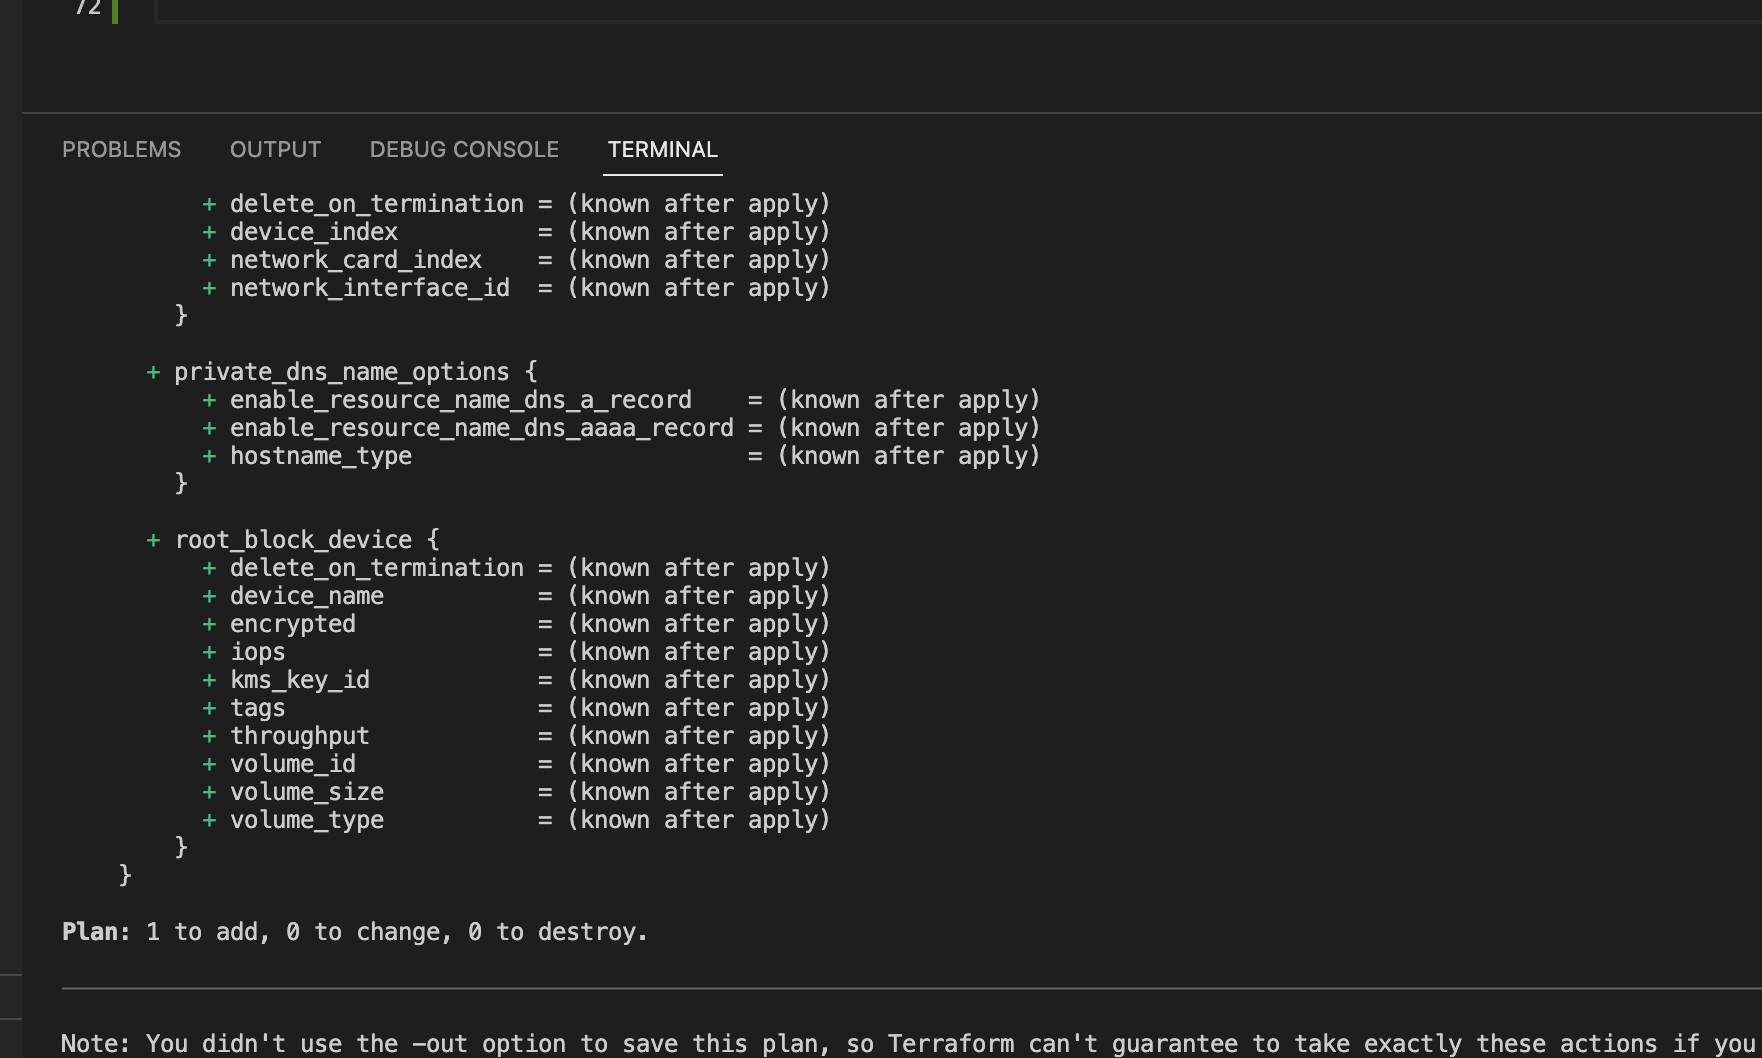 72
PROBLEMS OUTPUT DEBUG CONSOLE TERMINAL
+ delete_on_termination = (known after apply)
+ device_index = (known after apply)
+ network_card_index = (known after apply)
+ network_interface_id = (known after apply)
}
+ private_dns_name_options {
+ enable_resource_name_dns_a_record = (known after apply)
+ enable_resource_name_dns_aaaa_record = (known after apply)
+ hostname_type = (known after apply)
}
+ root_block_device {
+ delete_on_termination = (known after apply)
+ device_name = (known after apply)
+ encrypted = (known after apply)
+ iops = (known after apply)
+ kms_key_id = (known after apply)
+ tags = (known after apply)
+ throughput = (known after apply)
+ volume_id = (known after apply)
+ volume_size = (known after apply)
+ volume_type = (known after apply)
}
}
Plan: 1 to add, 0 to change, 0 to destroy.
Note: You didn't use the -out option to save this plan, so Terraform can't guarantee to take exactly these actions if you